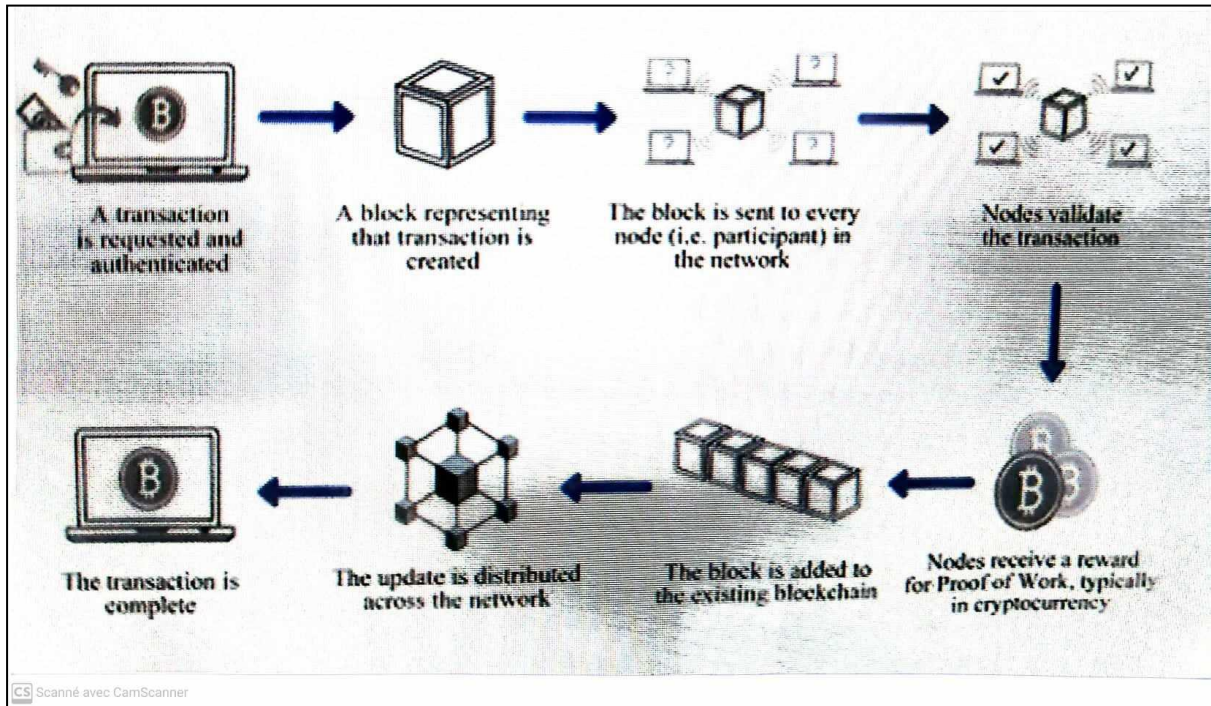 A transaction
is requested and
authenticated
A block representing
that transaction is
created
The block is sent to every
node (i.e. participant) in
the network
Nodes validate
the transaction
Nodes receive a reward
for Proof of Work, typically
in cryptocurrency
The block is added to
the existing blockchain
The update is distributed
across the network
The transaction is
complete
CS Scanné avec CamScanner